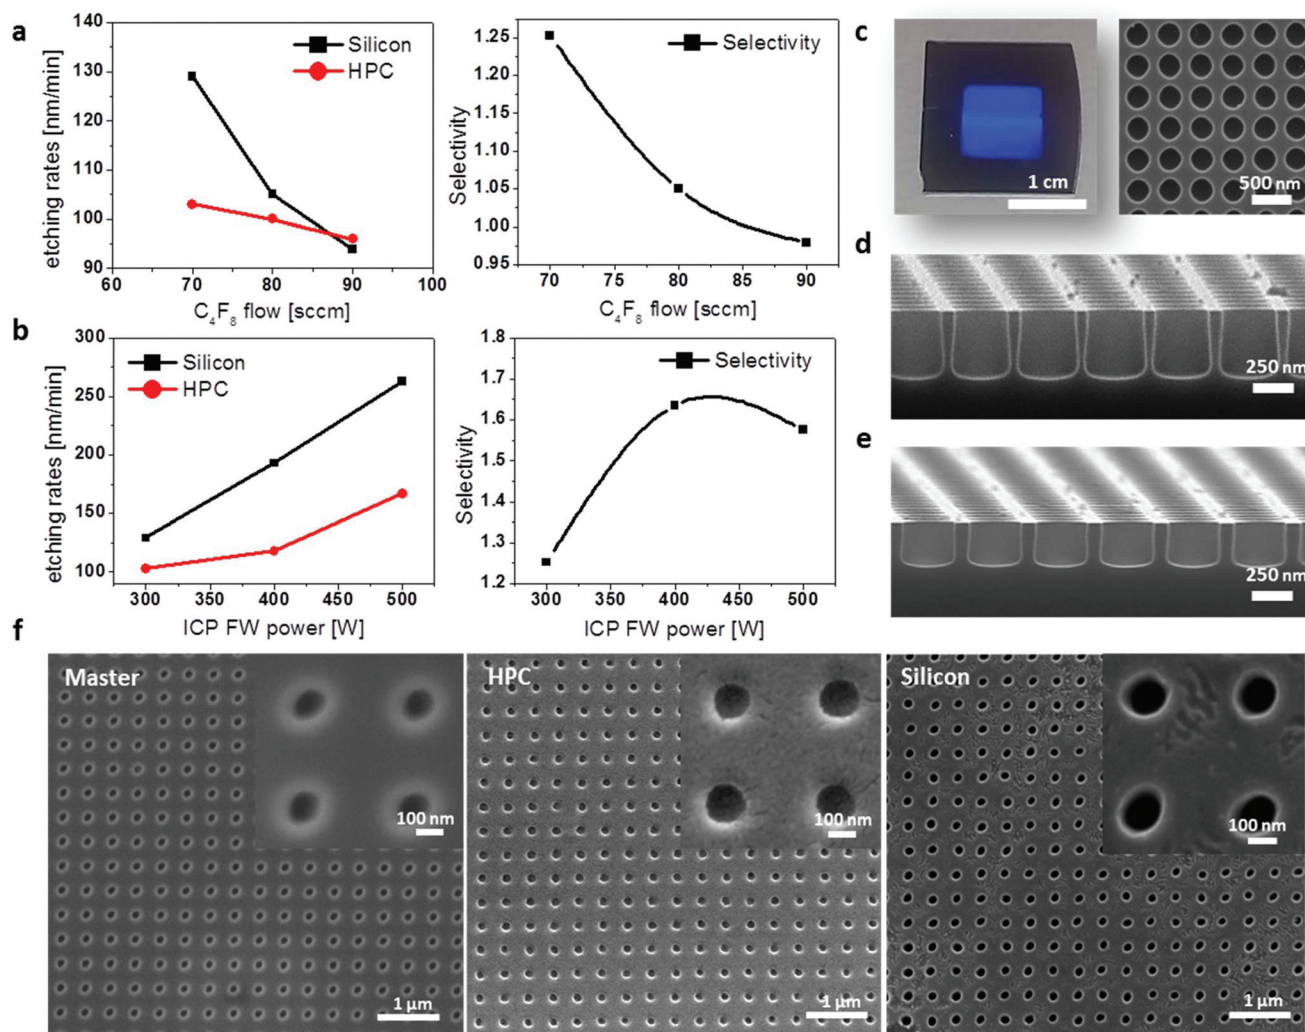 a
140
130
120
110
100
90
60
70
80
90
100
etching rates [nm/min]
C₄F₈ flow [sccm]
Silicon
HPC
1.25
1.20
1.15
1.10
1.05
1.00
0.95
70
75
80
85
90
Selectivity
C₄F₈ flow [sccm]
Selectivity
b
300
250
200
150
100
300
350
400
450
500
etching rates [nm/min]
ICP FW power [W]
Silicon
HPC
1.8
1.7
1.6
1.5
1.4
1.3
1.2
300
350
400
450
500
Selectivity
ICP FW power [W]
Selectivity
c
1 cm
500 nm
d
250 nm
e
250 nm
f
Master
100 nm
1 µm
HPC
100 nm
1 µm
Silicon
100 nm
1 µm